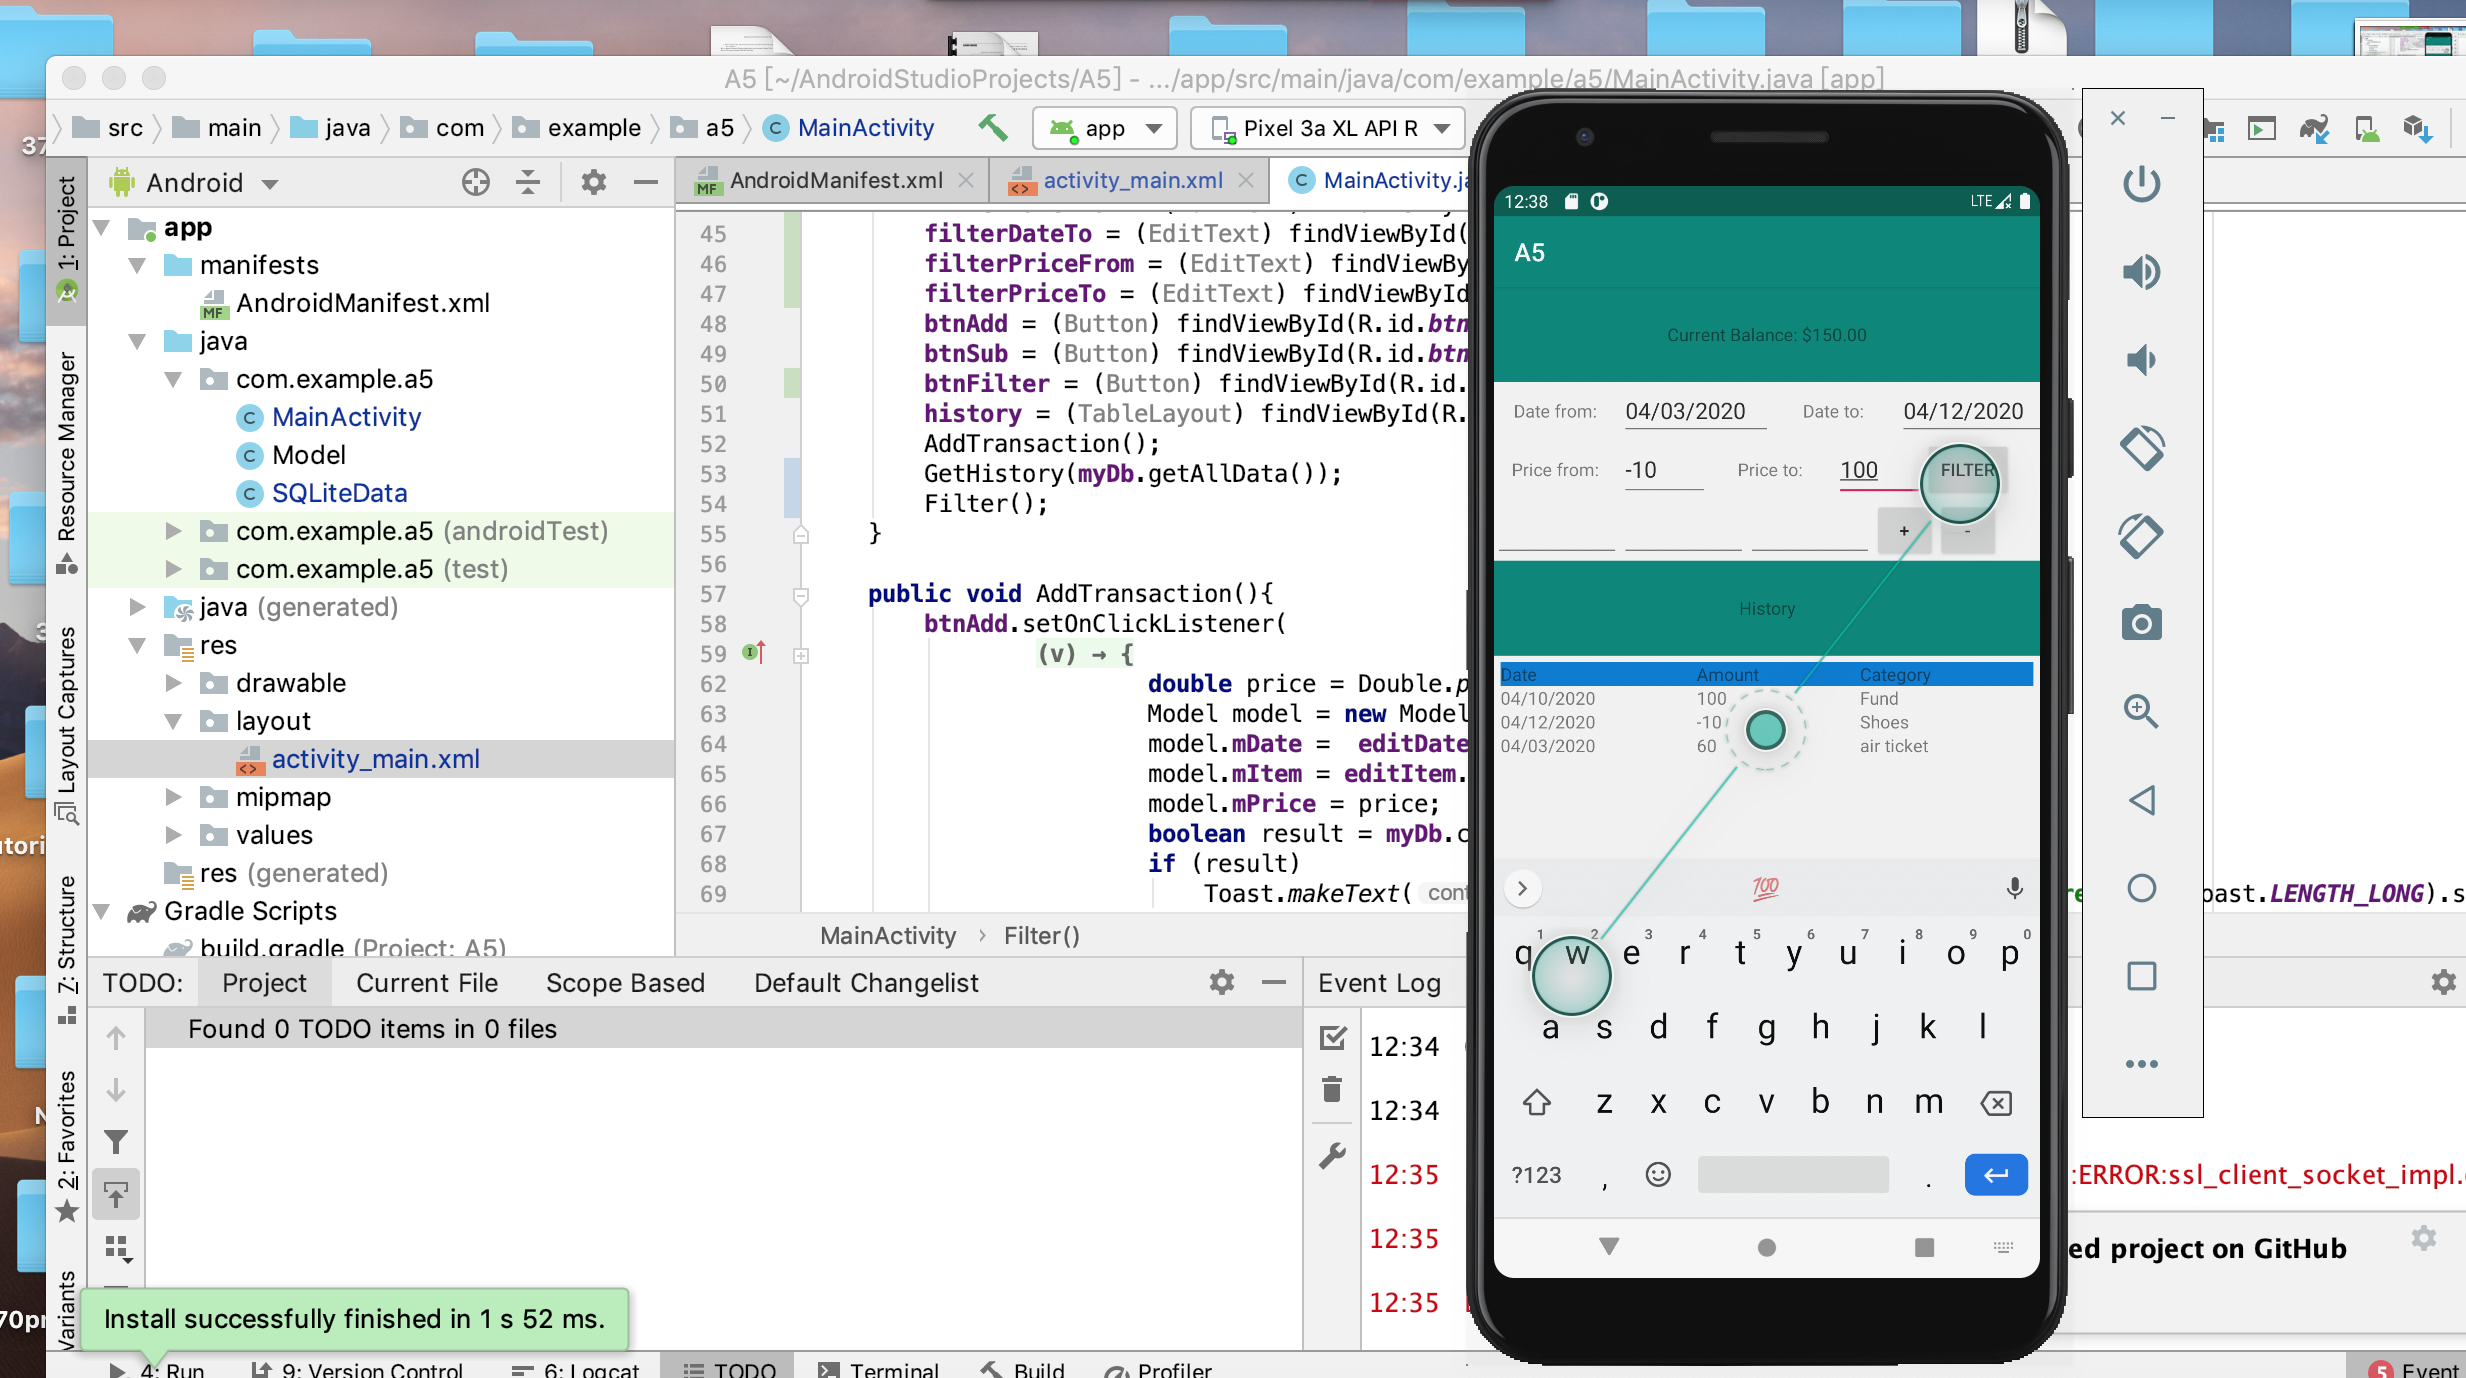 A5 [~/AndroidStudioProjects/A5] - .../app/src/main/java/com/example/a5/MainActivity.java [app]
src main java com example a5 MainActivity app Pixel 3a XL API R
1: Project
Resource Manager
Layout Captures
7: Structure
2: Favorites
Android
app
manifests
AndroidManifest.xml
java
com.example.a5
MainActivity
Model
SQLiteData
com.example.a5 (androidTest)
com.example.a5 (test)
java (generated)
res
drawable
layout
activity_main.xml
mipmap
values
res (generated)
Gradle Scripts
build.gradle (Project: A5)
AndroidManifest.xml activity_main.xml MainActivity.j
45 filterDateTo = (EditText) findViewById(
46 filterPriceFrom = (EditText) findViewBy
47 filterPriceTo = (EditText) findViewById
48 btnAdd = (Button) findViewById(R.id.btn
49 btnSub = (Button) findViewById(R.id.btn
50 btnFilter = (Button) findViewById(R.id.
51 history = (TableLayout) findViewById(R.
52 AddTransaction();
53 GetHistory(myDb.getAllData());
54 Filter();
55 }
56
57 public void AddTransaction(){
58 btnAdd.setOnClickListener(
59 (v) → {
62 double price = Double.p
63 Model model = new Model
64 model.mDate = editDate
65 model.mItem = editItem.
66 model.mPrice = price;
67 boolean result = myDb.c
68 if (result)
69 Toast.makeText( cont
oast.LENGTH_LONG).s
MainActivity › Filter()
TODO: Project Current File Scope Based Default Changelist
Found 0 TODO items in 0 files
Event Log
12:34
12:34
12:35
12:35
12:35
:ERROR:ssl_client_socket_impl.
ed project on GitHub
12:38 LTE
A5
Current Balance: $150.00
Date from: 04/03/2020 Date to: 04/12/2020
Price from: -10 Price to: 100 FILTER
+ -
History
Date Amount Category
04/10/2020 100 Fund
04/12/2020 -10 Shoes
04/03/2020 60 air ticket
100
1 2 3 4 5 6 7 8 9 0
q w e r t y u i o p
a s d f g h j k l
z x c v b n m
?123 , .
Install successfully finished in 1 s 52 ms.
4: Run 9: Version Control 6: Logcat TODO Terminal Build Profiler 5 Event